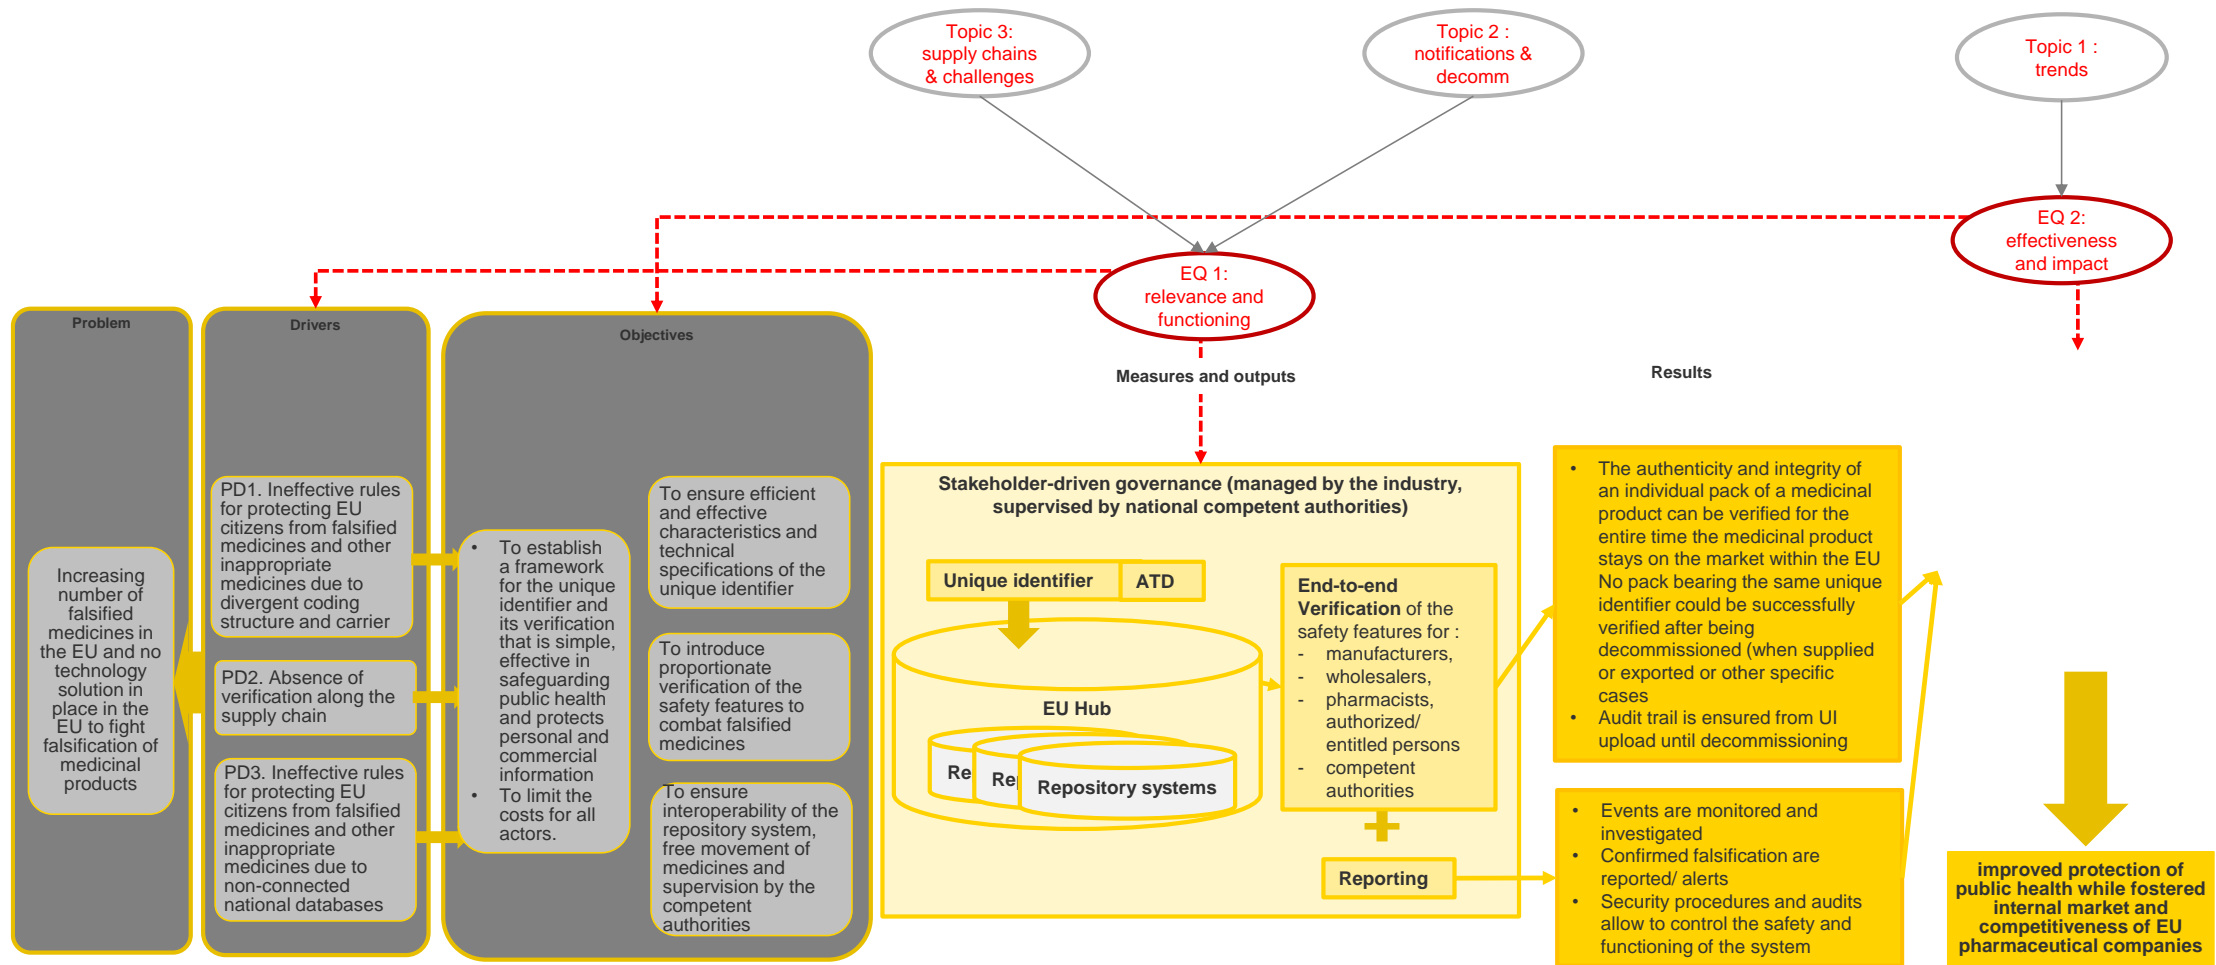 Topic 3:
supply chains
& challenges
Topic 2 :
notifications &
decomm
Topic 1 :
trends
EQ 2:
effectiveness
and impact
EQ 1:
relevance and
functioning
Problem
Increasing
number of
falsified
medicines in
the EU and no
technology
solution in
place in the
EU to fight
falsification of
medicinal
products
Drivers
PD1. Ineffective rules
for protecting EU
citizens from falsified
medicines and other
inappropriate
medicines due to
divergent coding
structure and carrier
PD2. Absence of
verification along the
supply chain
PD3. Ineffective rules
for protecting EU
citizens from falsified
medicines and other
inappropriate
medicines due to
non-connected
national databases
Objectives
• To establish
a framework
for the unique
identifier and
its verification
that is simple,
effective in
safeguarding
public health
and protects
personal and
commercial
information
• To limit the
costs for all
actors.
To ensure efficient
and effective
characteristics and
technical
specifications of the
unique identifier
To introduce
proportionate
verification of the
safety features to
combat falsified
medicines
To ensure
interoperability of the
repository system,
free movement of
medicines and
supervision by the
competent
authorities
Measures and outputs
Stakeholder-driven governance (managed by the industry,
supervised by national competent authorities)
Unique identifier
ATD
EU Hub
Re
Rep
Repository systems
End-to-end
Verification of the
safety features for :
- manufacturers,
- wholesalers,
- pharmacists,
authorized/
entitled persons
- competent
authorities
Reporting
Results
• The authenticity and integrity of
an individual pack of a medicinal
product can be verified for the
entire time the medicinal product
stays on the market within the EU
No pack bearing the same unique
identifier could be successfully
verified after being
decommissioned (when supplied
or exported or other specific
cases
• Audit trail is ensured from UI
upload until decommissioning
• Events are monitored and
investigated
• Confirmed falsification are
reported/ alerts
• Security procedures and audits
allow to control the safety and
functioning of the system
improved protection of
public health while fostered
internal market and
competitiveness of EU
pharmaceutical companies